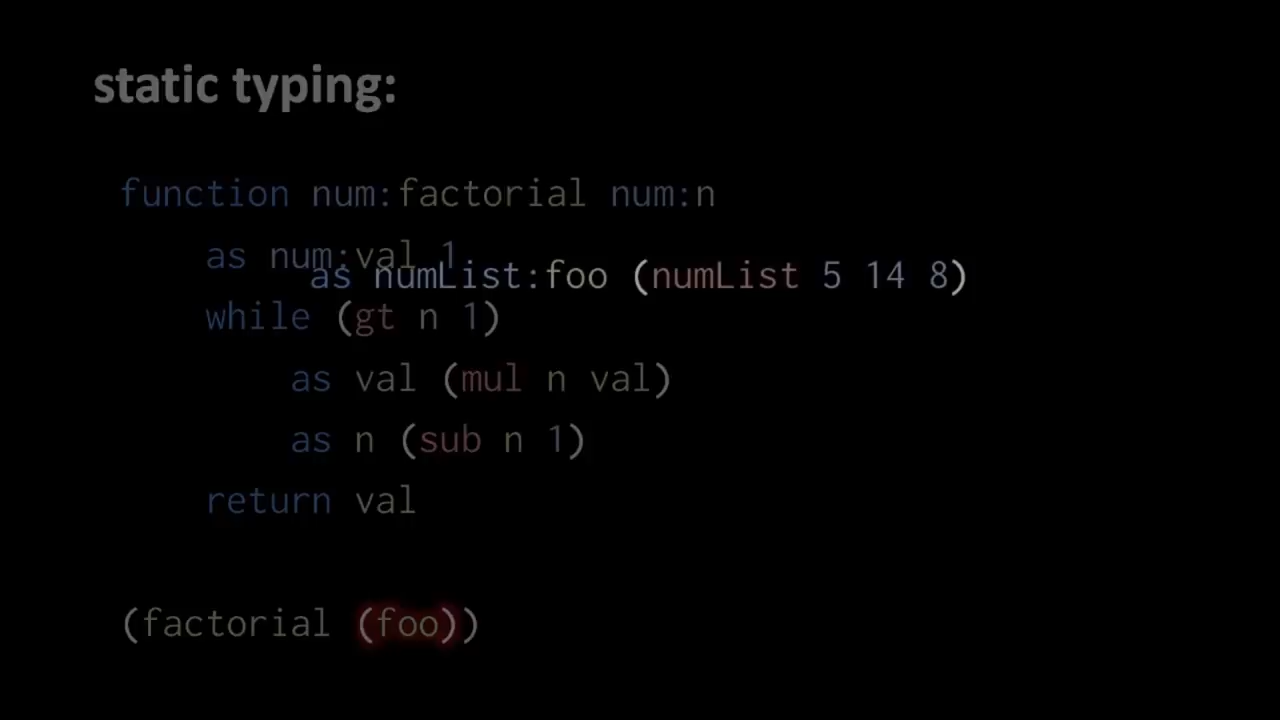 static typing:
function num:factorial num:n
as num:val 1
as numList:foo (numList 5 14 8)
while (gt n 1)
as val (mul n val)
as n (sub n 1)
return val
(factorial (foo))